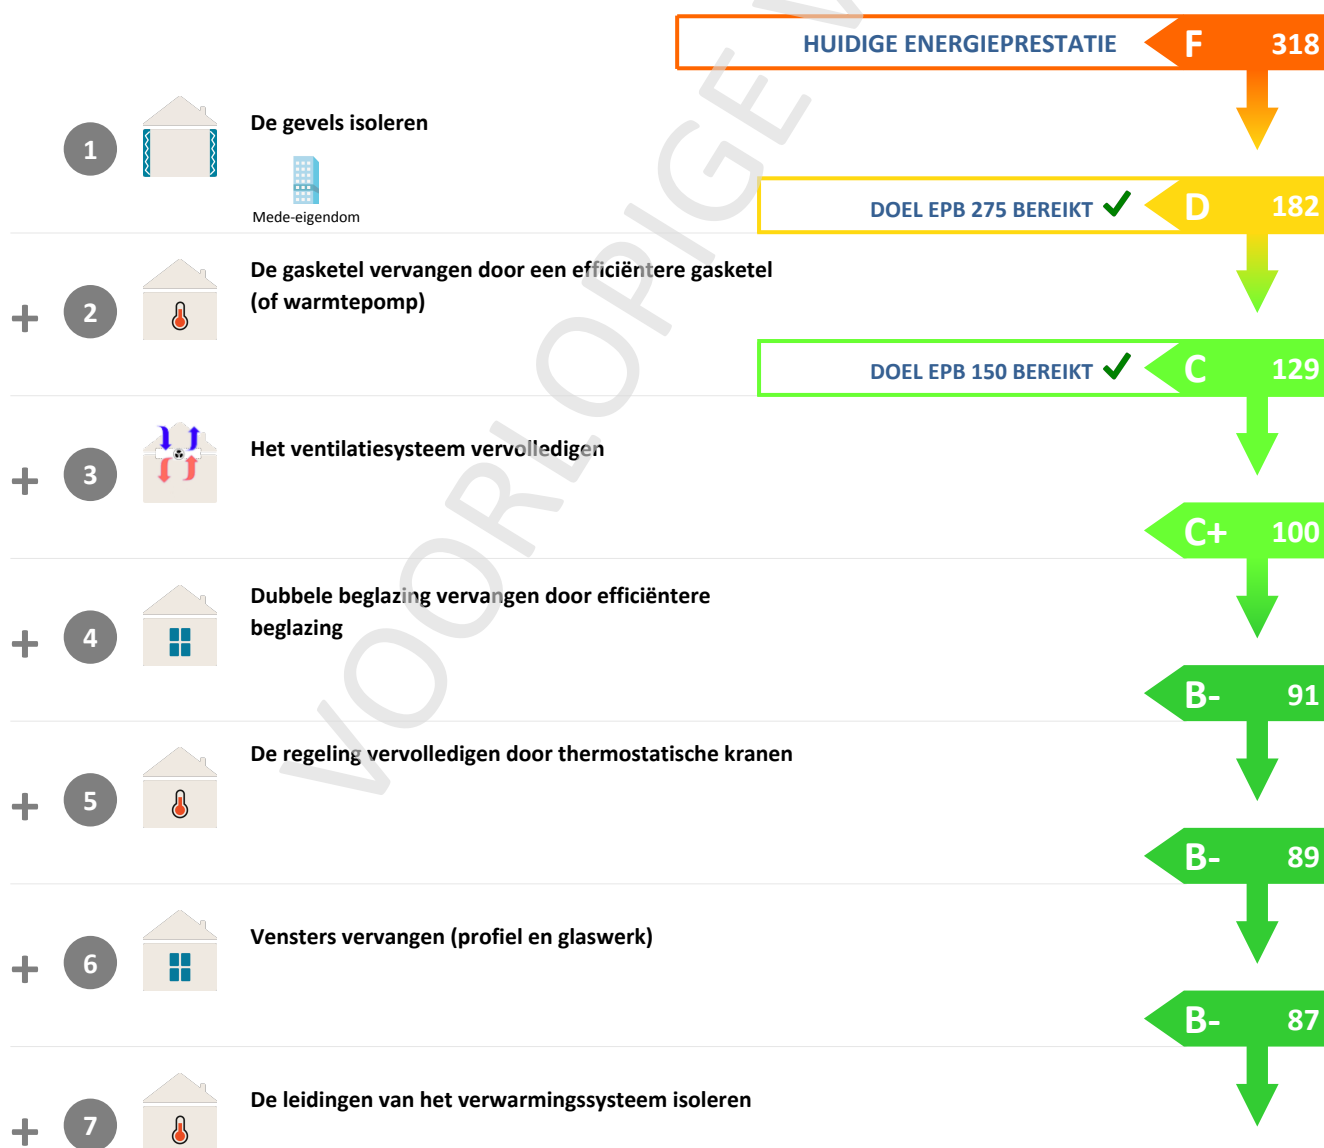 HUIDIGE ENERGIEPRESTATIE F 318
1 De gevels isoleren
Mede-eigendom
DOEL EPB 275 BEREIKT D 182
+ 2 De gasketel vervangen door een efficiëntere gasketel
(of warmtepomp)
DOEL EPB 150 BEREIKT C 129
+ 3 Het ventilatiesysteem vervolledigen
C+ 100
+ 4 Dubbele beglazing vervangen door efficiëntere
beglazing
B- 91
+ 5 De regeling vervolledigen door thermostatische kranen
B- 89
+ 6 Vensters vervangen (profiel en glaswerk)
B- 87
+ 7 De leidingen van het verwarmingssysteem isoleren
VOORLOPIGE